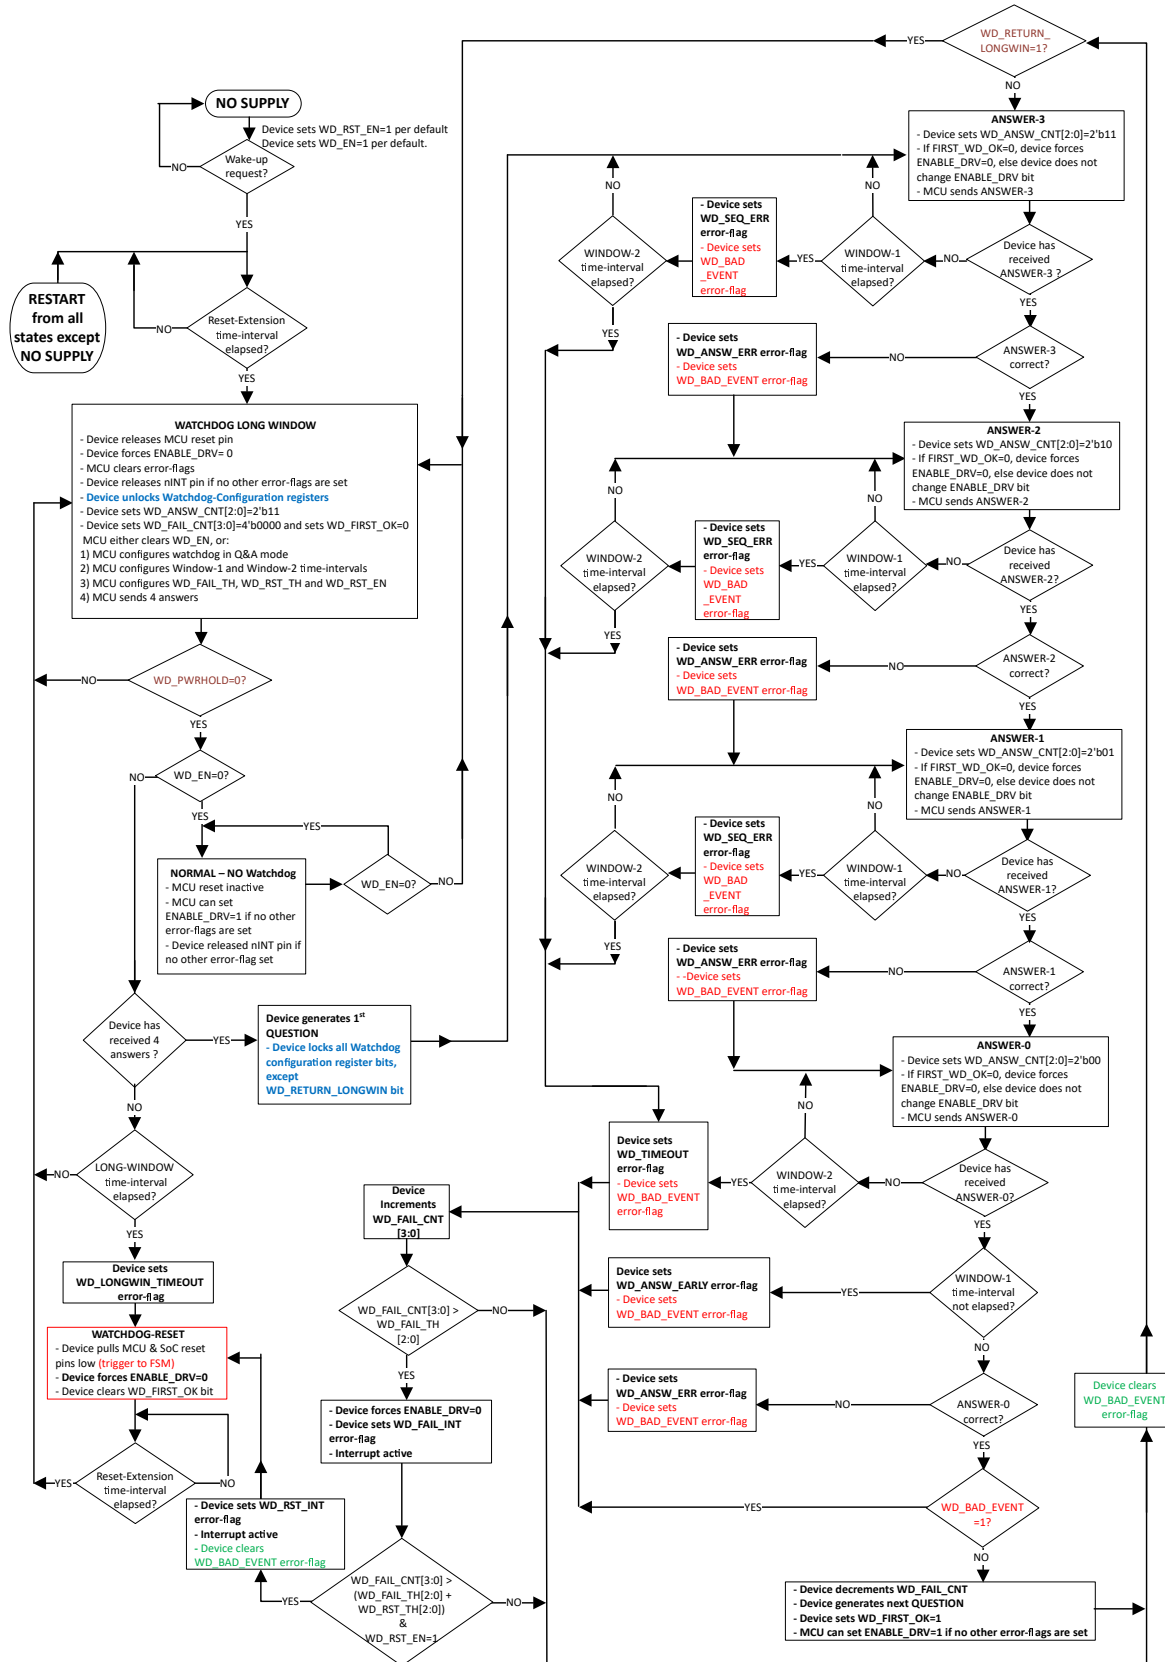 WD_RETURN_
LONGWIN=1?
YES
NO
NO SUPPLY
Device sets WD_RST_EN=1 per default
Device sets WD_EN=1 per default.
Wake-up
request?
NO
YES
RESTART
from all
states except
NO SUPPLY
Reset-Extension
time-interval
elapsed?
NO
YES
WATCHDOG LONG WINDOW
- Device releases MCU reset pin
- Device forces ENABLE_DRV= 0
- MCU clears error-flags
- Device releases nINT pin if no other error-flags are set
- Device unlocks Watchdog-Configuration registers
- Device sets WD_ANSW_CNT[2:0]=2'b11
- Device sets WD_FAIL_CNT[3:0]=4'b0000 and sets WD_FIRST_OK=0
MCU either clears WD_EN, or:
1) MCU configures watchdog in Q&A mode
2) MCU configures Window-1 and Window-2 time-intervals
3) MCU configures WD_FAIL_TH, WD_RST_TH and WD_RST_EN
4) MCU sends 4 answers
WD_PWRHOLD=0?
NO
YES
WD_EN=0?
NO
YES
YES
NORMAL – NO Watchdog
- MCU reset inactive
- MCU can set
ENABLE_DRV=1 if no other
error-flags are set
- Device released nINT pin if
no other error-flag set
WD_EN=0?
NO
Device has
received 4
answers ?
YES
NO
Device generates 1st
QUESTION
- Device locks all Watchdog
configuration register bits,
except
WD_RETURN_LONGWIN bit
LONG-WINDOW
time-interval
elapsed?
NO
YES
Device sets
WD_LONGWIN_TIMEOUT
error-flag
WATCHDOG-RESET
- Device pulls MCU & SoC reset
pins low (trigger to FSM)
- Device forces ENABLE_DRV=0
- Device clears WD_FIRST_OK bit
Reset-Extension
time-interval
elapsed?
YES
NO
- Device sets WD_RST_INT
error-flag
- Interrupt active
- Device clears
WD_BAD_EVENT error-flag
Device
Increments
WD_FAIL_CNT
[3:0]
WD_FAIL_CNT[3:0] >
WD_FAIL_TH
[2:0]
NO
YES
- Device forces ENABLE_DRV=0
- Device sets WD_FAIL_INT
error-flag
- Interrupt active
WD_FAIL_CNT[3:0] >
(WD_FAIL_TH[2:0] +
WD_RST_TH[2:0])
&
WD_RST_EN=1
YES
NO
ANSWER-3
- Device sets WD_ANSW_CNT[2:0]=2'b11
- If FIRST_WD_OK=0, device forces
ENABLE_DRV=0, else device does not
change ENABLE_DRV bit
- MCU sends ANSWER-3
Device has
received
ANSWER-3 ?
NO
YES
WINDOW-1
time-interval
elapsed?
NO
YES
- Device sets
WD_SEQ_ERR
error-flag
- Device sets
WD_BAD
_EVENT
error-flag
WINDOW-2
time-interval
elapsed?
NO
YES
ANSWER-3
correct?
NO
YES
- Device sets
WD_ANSW_ERR error-flag
- Device sets
WD_BAD_EVENT error-flag
ANSWER-2
- Device sets WD_ANSW_CNT[2:0]=2'b10
- If FIRST_WD_OK=0, device forces
ENABLE_DRV=0, else device does not
change ENABLE_DRV bit
- MCU sends ANSWER-2
Device has
received
ANSWER-2?
NO
YES
WINDOW-1
time-interval
elapsed?
NO
YES
- Device sets
WD_SEQ_ERR
error-flag
- Device sets
WD_BAD
_EVENT
error-flag
WINDOW-2
time-interval
elapsed?
NO
YES
ANSWER-2
correct?
NO
YES
- Device sets
WD_ANSW_ERR error-flag
- Device sets
WD_BAD_EVENT error-flag
ANSWER-1
- Device sets WD_ANSW_CNT[2:0]=2'b01
- If FIRST_WD_OK=0, device forces
ENABLE_DRV=0, else device does not
change ENABLE_DRV bit
- MCU sends ANSWER-1
Device has
received
ANSWER-1?
NO
YES
WINDOW-1
time-interval
elapsed?
NO
YES
- Device sets
WD_SEQ_ERR
error-flag
- Device sets
WD_BAD
_EVENT
error-flag
WINDOW-2
time-interval
elapsed?
NO
YES
ANSWER-1
correct?
NO
YES
- Device sets
WD_ANSW_ERR error-flag
- -Device sets
WD_BAD_EVENT error-flag
ANSWER-0
- Device sets WD_ANSW_CNT[2:0]=2'b00
- If FIRST_WD_OK=0, device forces
ENABLE_DRV=0, else device does not
change ENABLE_DRV bit
- MCU sends ANSWER-0
Device has
received
ANSWER-0?
NO
YES
WINDOW-2
time-interval
elapsed?
NO
YES
Device sets
WD_TIMEOUT
error-flag
- Device sets
WD_BAD_EVENT
error-flag
WINDOW-1
time-interval
not elapsed?
YES
NO
Device sets
WD_ANSW_EARLY error-flag
- Device sets
WD_BAD_EVENT error-flag
ANSWER-0
correct?
NO
YES
- Device sets
WD_ANSW_ERR error-flag
- Device sets
WD_BAD_EVENT error-flag
WD_BAD_EVENT
=1?
YES
NO
- Device decrements WD_FAIL_CNT
- Device generates next QUESTION
- Device sets WD_FIRST_OK=1
- MCU can set ENABLE_DRV=1 if no other error-flags are set
Device clears
WD_BAD_EVENT
error-flag